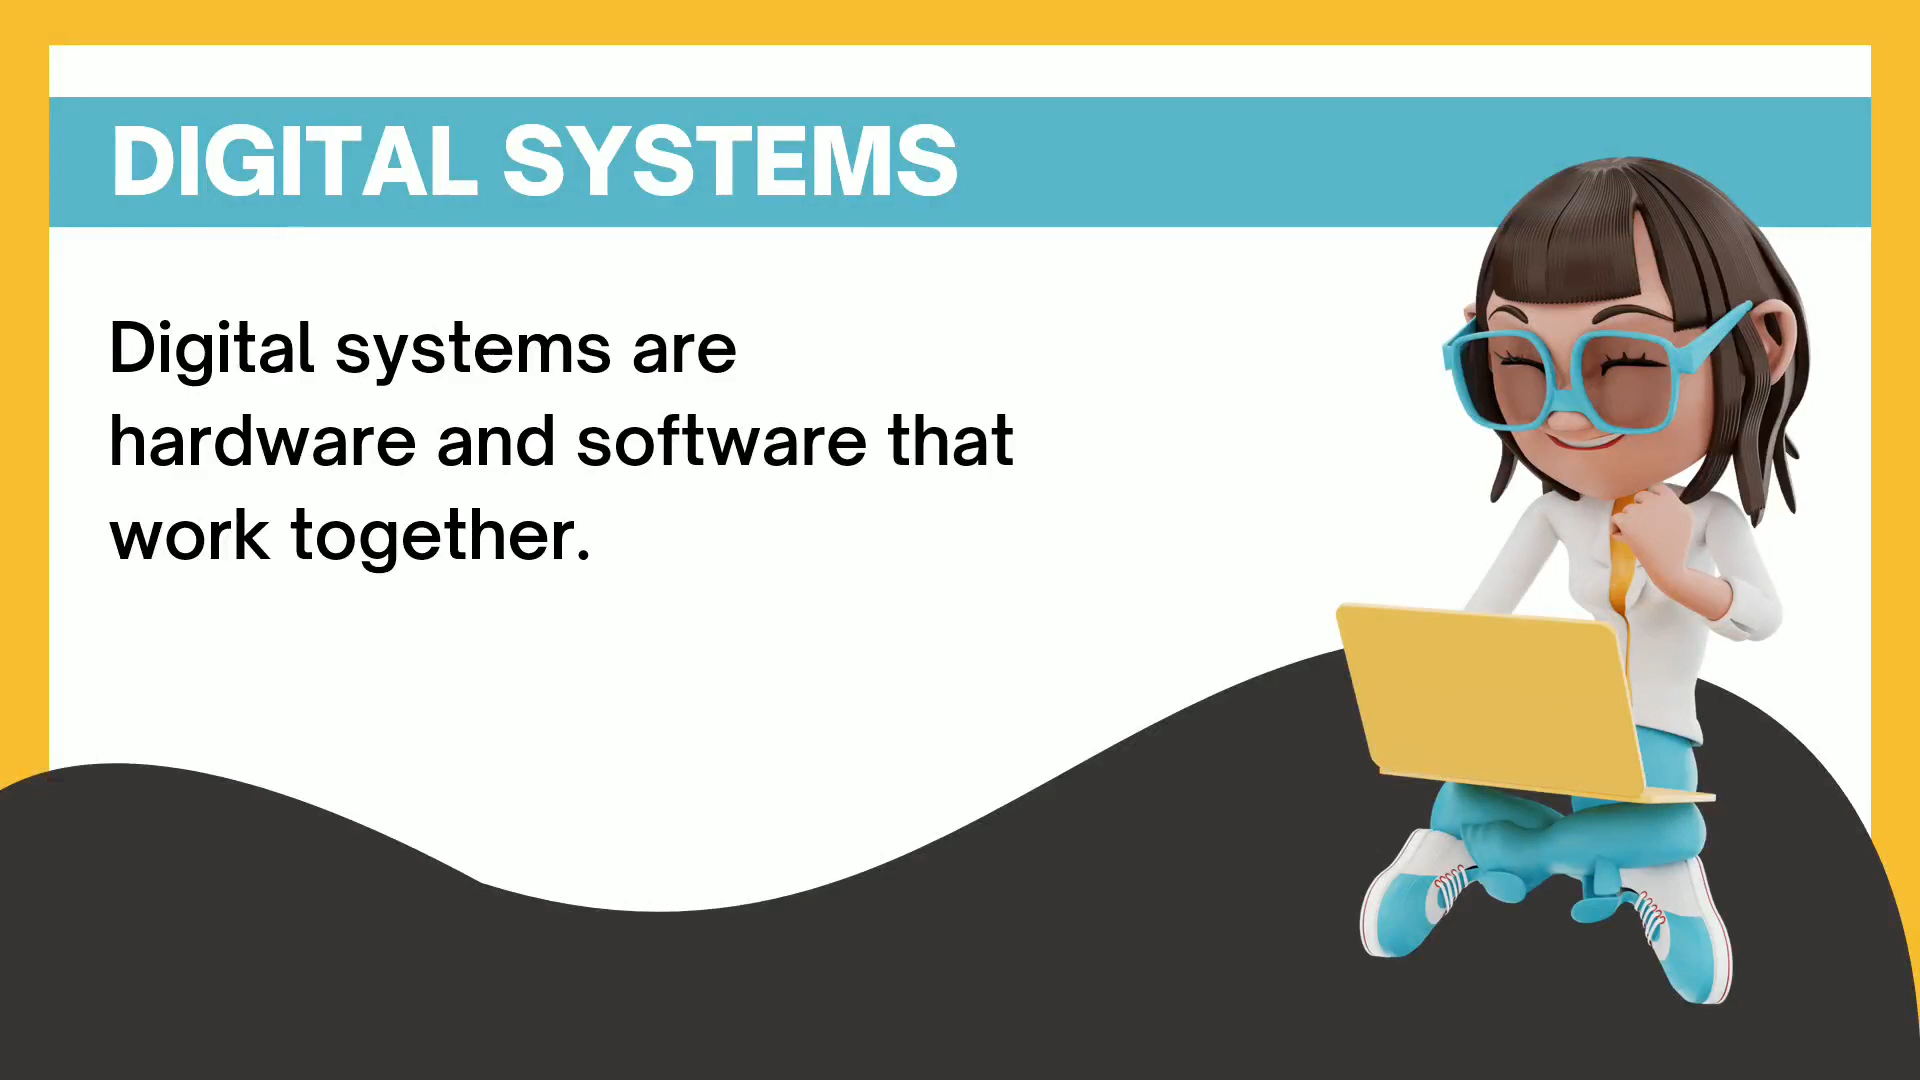 DIGITAL SYSTEMS
Digital systems are
hardware and software that
work together.